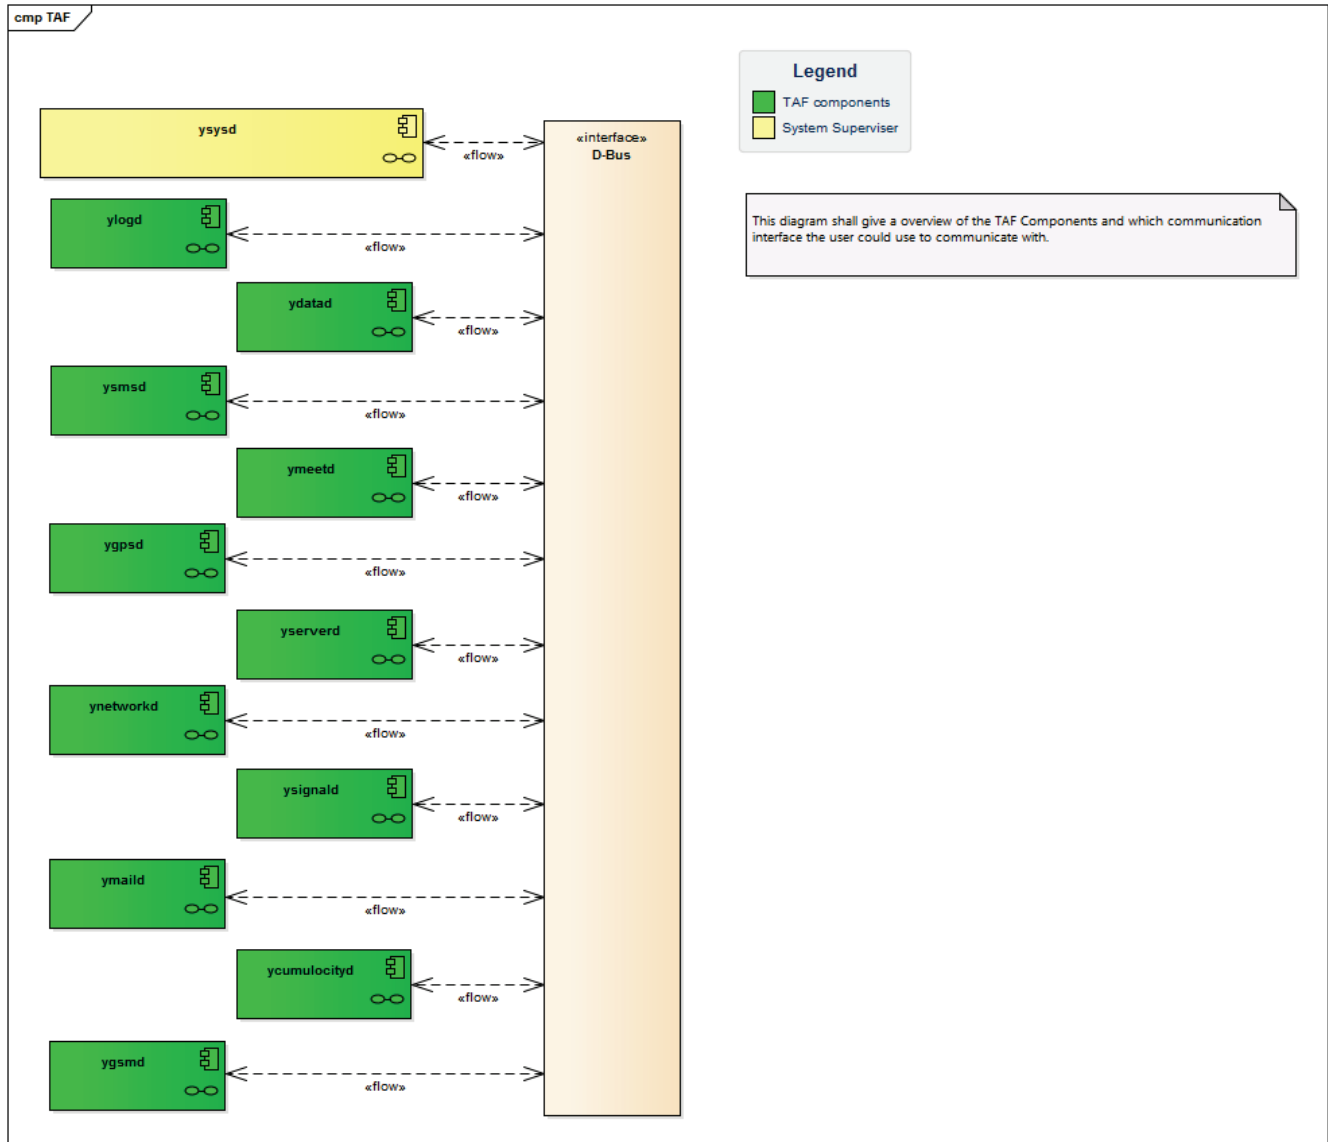 cmp TAF
Legend
TAF components
System Superviser
ysysd
«flow»
«interface»
D-Bus
This diagram shall give a overview of the TAF Components and which communication
interface the user could use to communicate with.
ylogd
«flow»
ydatad
«flow»
ysmsd
«flow»
ymeetd
«flow»
ygpsd
«flow»
yserverd
«flow»
ynetworkd
«flow»
ysignald
«flow»
ymaild
«flow»
ycumulocityd
«flow»
ygsmd
«flow»